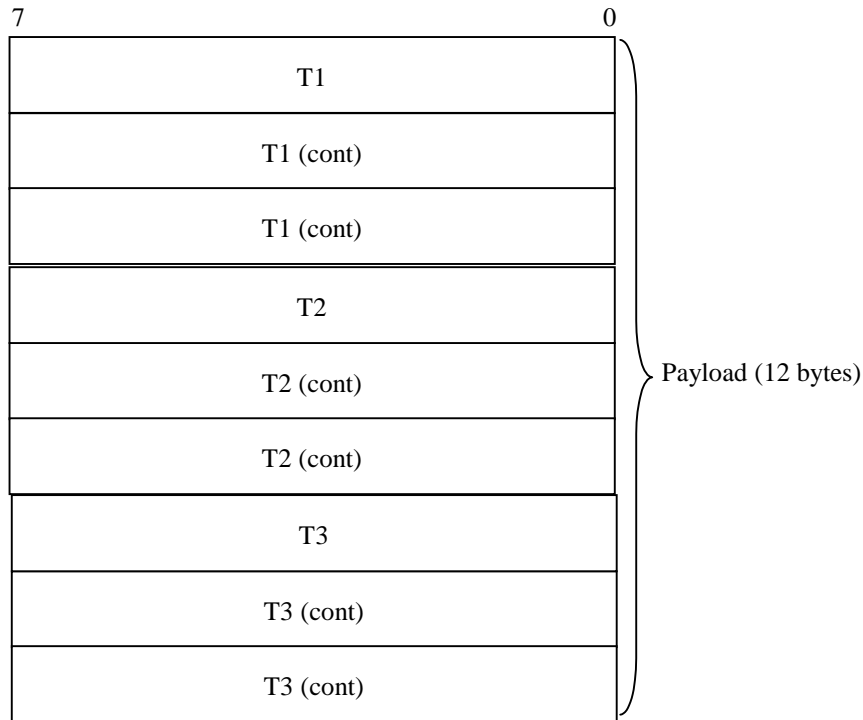 7 0
T1
T1 (cont)
T1 (cont)
T2
T2 (cont)
Payload (12 bytes)
T2 (cont)
T3
T3 (cont)
T3 (cont)